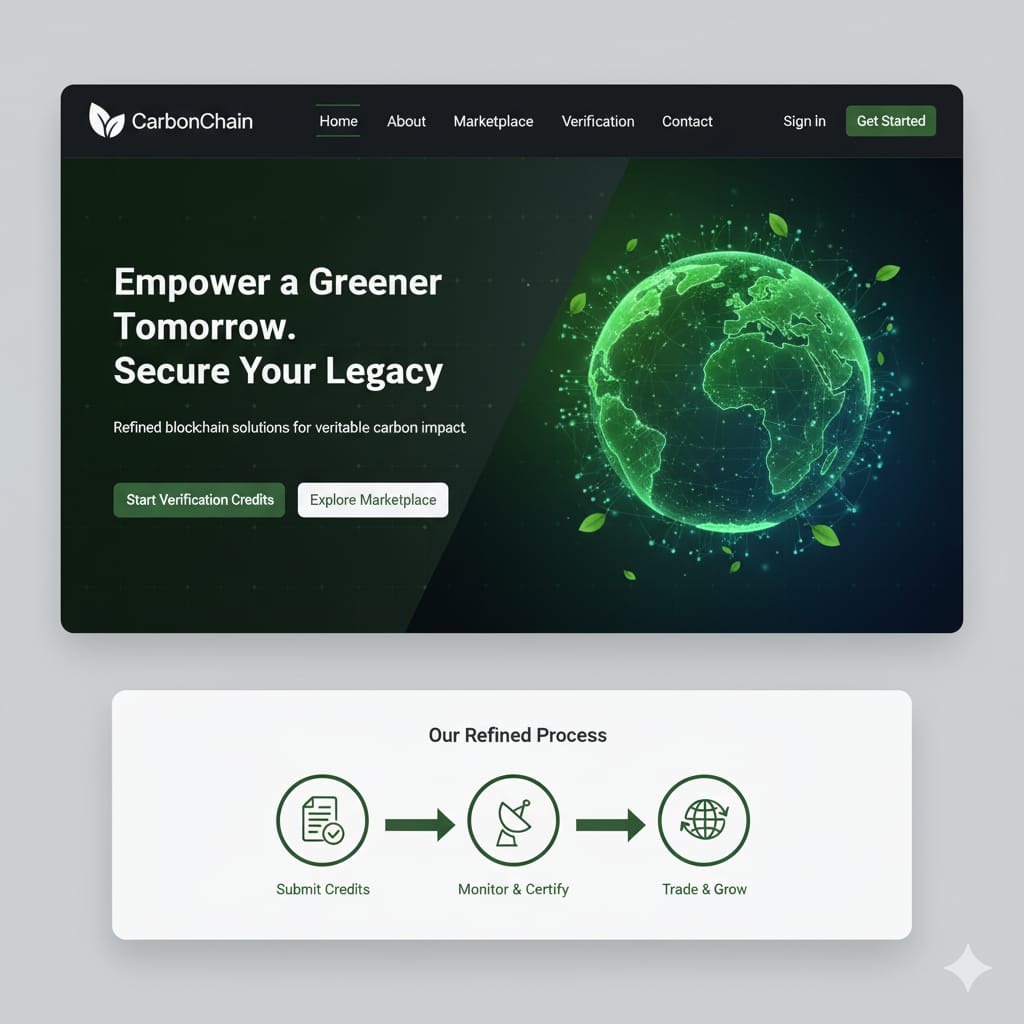 CarbonChain
Home
About
Marketplace
Verification
Contact
Sign in
Get Started
Empower a Greener
Tomorrow.
Secure Your Legacy
Refined blockchain solutions for veritable carbon impact
Start Verification Credits
Explore Marketplace
Our Refined Process
Submit Credits
Monitor & Certify
Trade & Grow